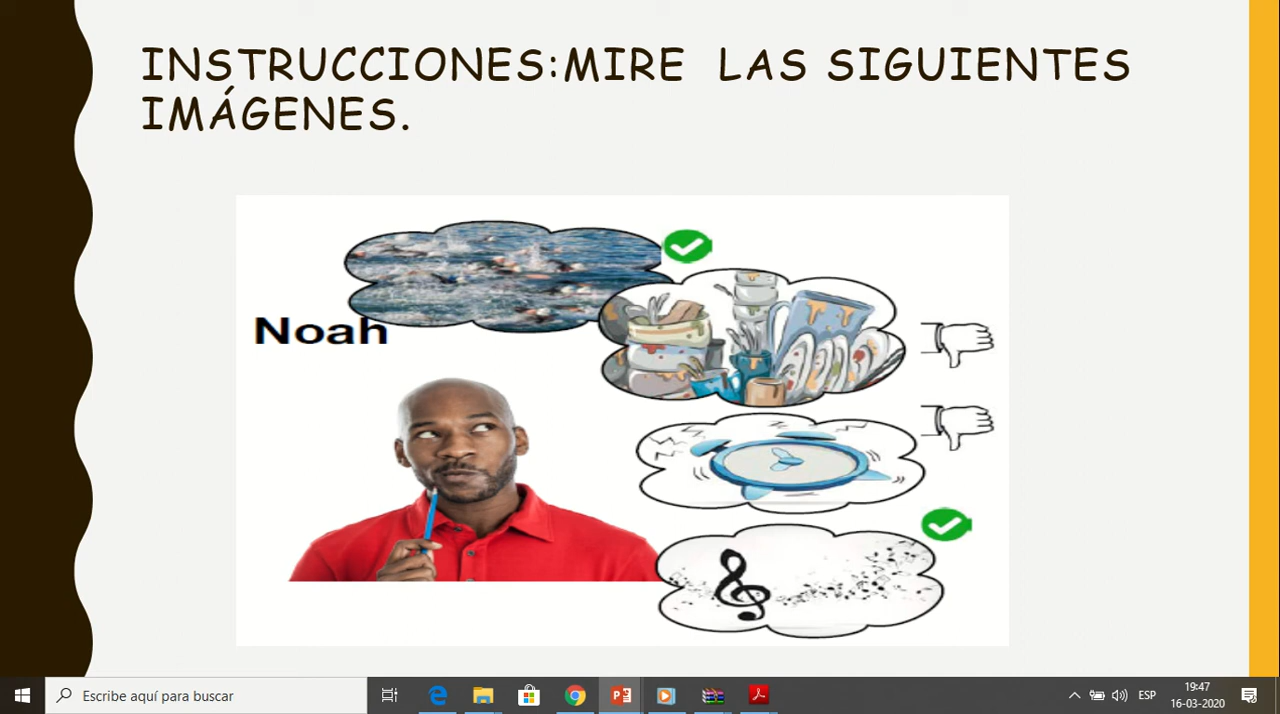 INSTRUCCIONES:MIRE LAS SIGUIENTES
IMÁGENES.
Noah
Escribe aquí para buscar
ESP
19:47
16-03-2020